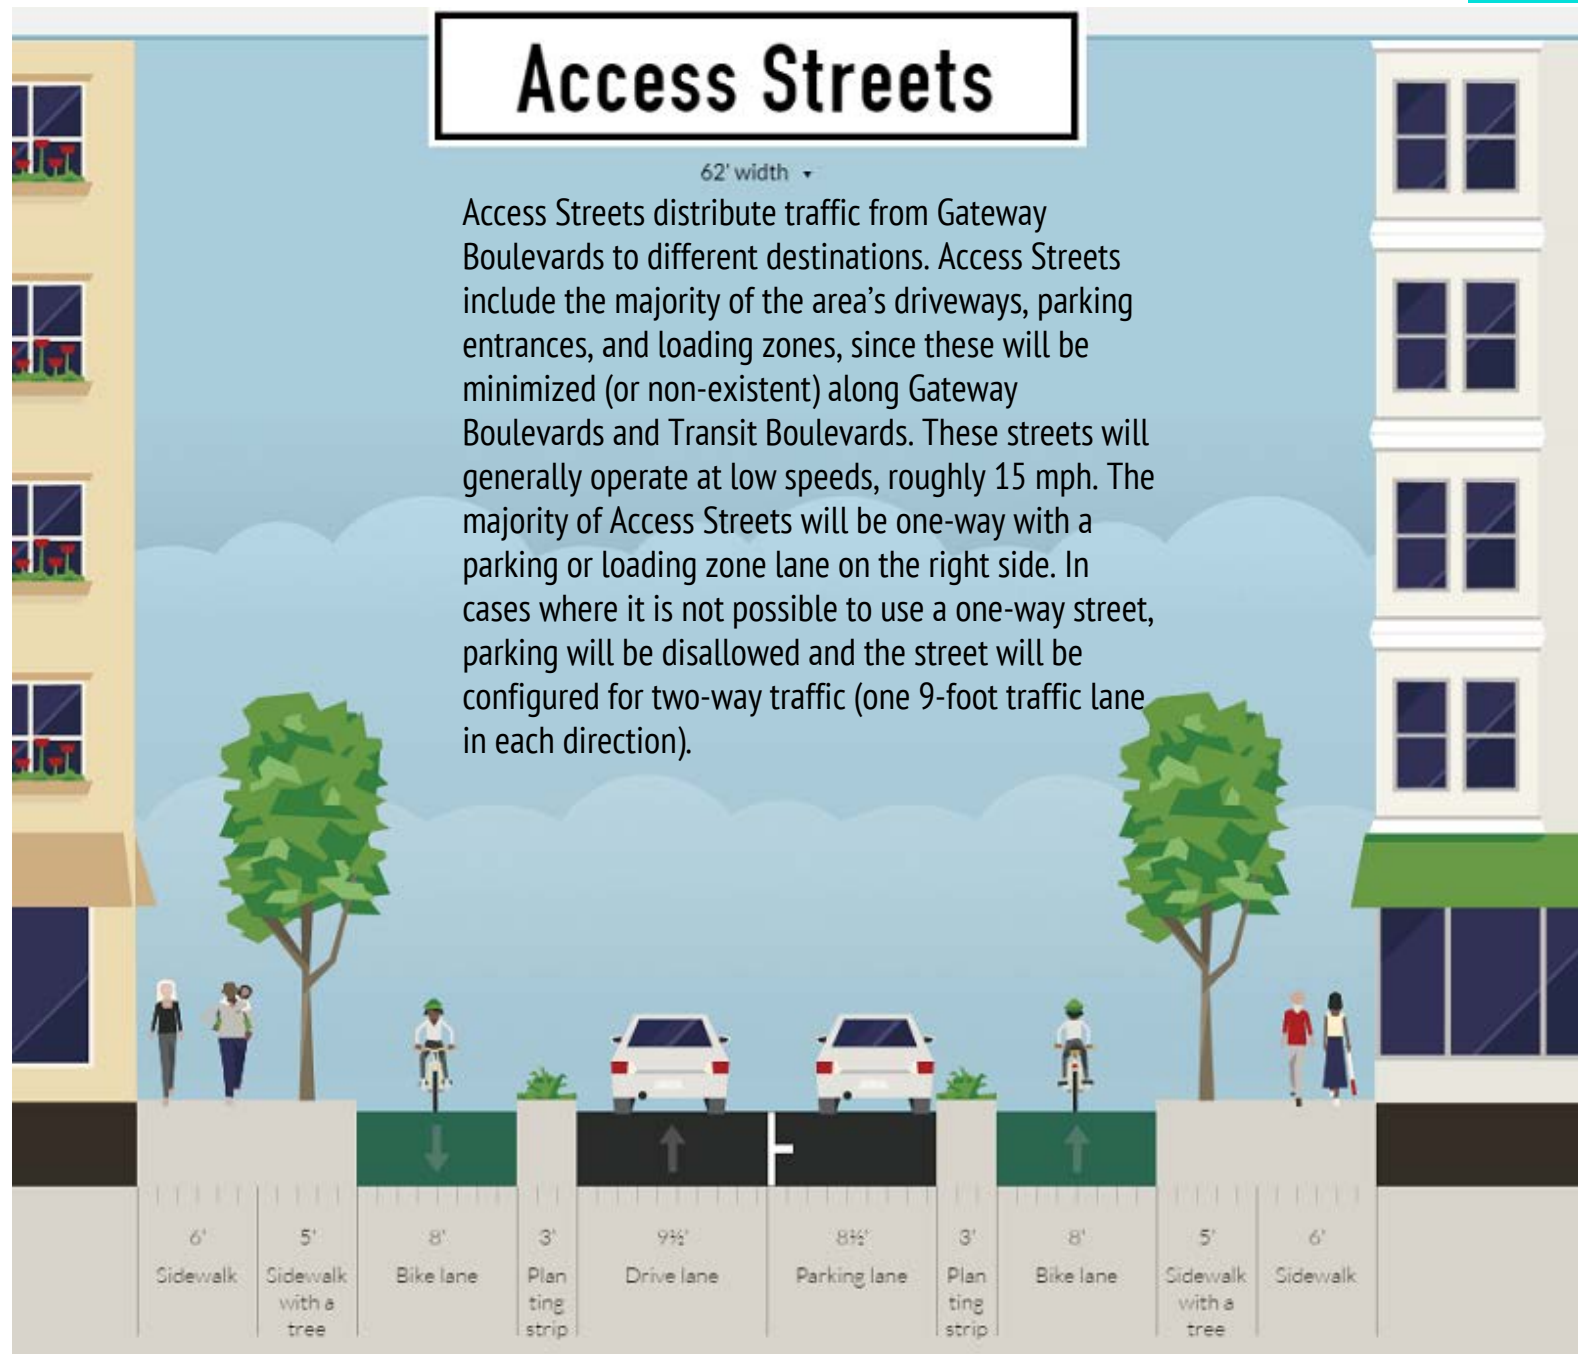 Access Streets
62' width ▾
Access Streets distribute traffic from Gateway
Boulevards to different destinations. Access Streets
include the majority of the area’s driveways, parking
entrances, and loading zones, since these will be
minimized (or non-existent) along Gateway
Boulevards and Transit Boulevards. These streets will
generally operate at low speeds, roughly 15 mph. The
majority of Access Streets will be one-way with a
parking or loading zone lane on the right side. In
cases where it is not possible to use a one-way street,
parking will be disallowed and the street will be
configured for two-way traffic (one 9-foot traffic lane
in each direction).
6' 5' 8' 3' 9½' 8½' 3' 8' 5' 6'
Sidewalk Sidewalk Bike lane Plan Drive lane Parking lane Plan Bike lane Sidewalk Sidewalk
with a ting ting with a
tree strip strip tree